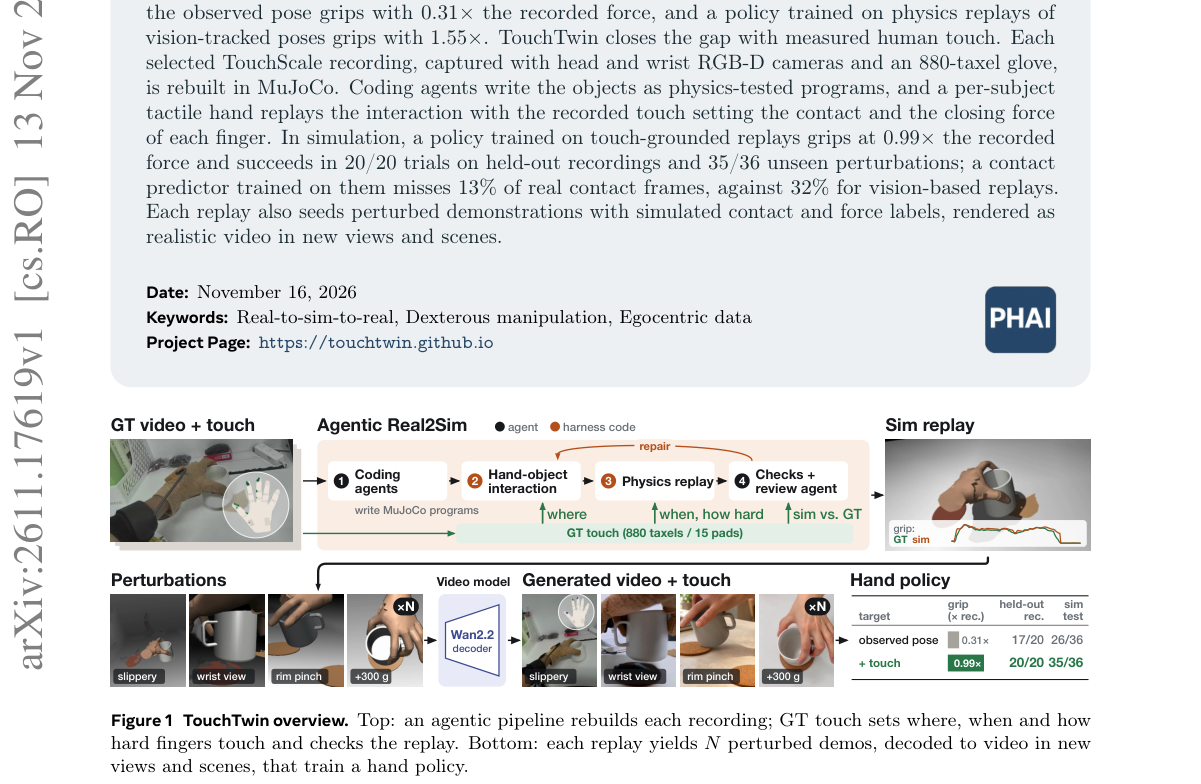 the observed pose grips with 0.31× the recorded force, and a policy trained on physics replays of
vision-tracked poses grips with 1.55×. TouchTwin closes the gap with measured human touch. Each
selected TouchScale recording, captured with head and wrist RGB-D cameras and an 880-taxel glove,
is rebuilt in MuJoCo. Coding agents write the objects as physics-tested programs, and a per-subject
tactile hand replays the interaction with the recorded touch setting the contact and the closing force
of each finger. In simulation, a policy trained on touch-grounded replays grips at 0.99× the recorded
force and succeeds in 20/20 trials on held-out recordings and 35/36 unseen perturbations; a contact
predictor trained on them misses 13% of real contact frames, against 32% for vision-based replays.
Each replay also seeds perturbed demonstrations with simulated contact and force labels, rendered as
realistic video in new views and scenes.
Date: November 16, 2026
Keywords: Real-to-sim-to-real, Dexterous manipulation, Egocentric data
Project Page: https://touchtwin.github.io
PHAI
arXiv:2611.17619v1 [cs.RO] 13 Nov 2
GT video + touch
Agentic Real2Sim
agent
harness code
Sim replay
repair
1 Coding agents
2 Hand-object interaction
3 Physics replay
4 Checks + review agent
write MuJoCo programs
where
when, how hard
sim vs. GT
GT touch (880 taxels / 15 pads)
grip:
GT sim
Perturbations
Video model
Generated video + touch
Hand policy
slippery
wrist view
rim pinch
×N
+300 g
Wan2.2
decoder
slippery
wrist view
rim pinch
×N
+300 g
target grip (× rec.) held-out rec. sim test
observed pose 0.31× 17/20 26/36
+ touch 0.99× 20/20 35/36
Figure 1 TouchTwin overview. Top: an agentic pipeline rebuilds each recording; GT touch sets where, when and how
hard fingers touch and checks the replay. Bottom: each replay yields N perturbed demos, decoded to video in new
views and scenes, that train a hand policy.